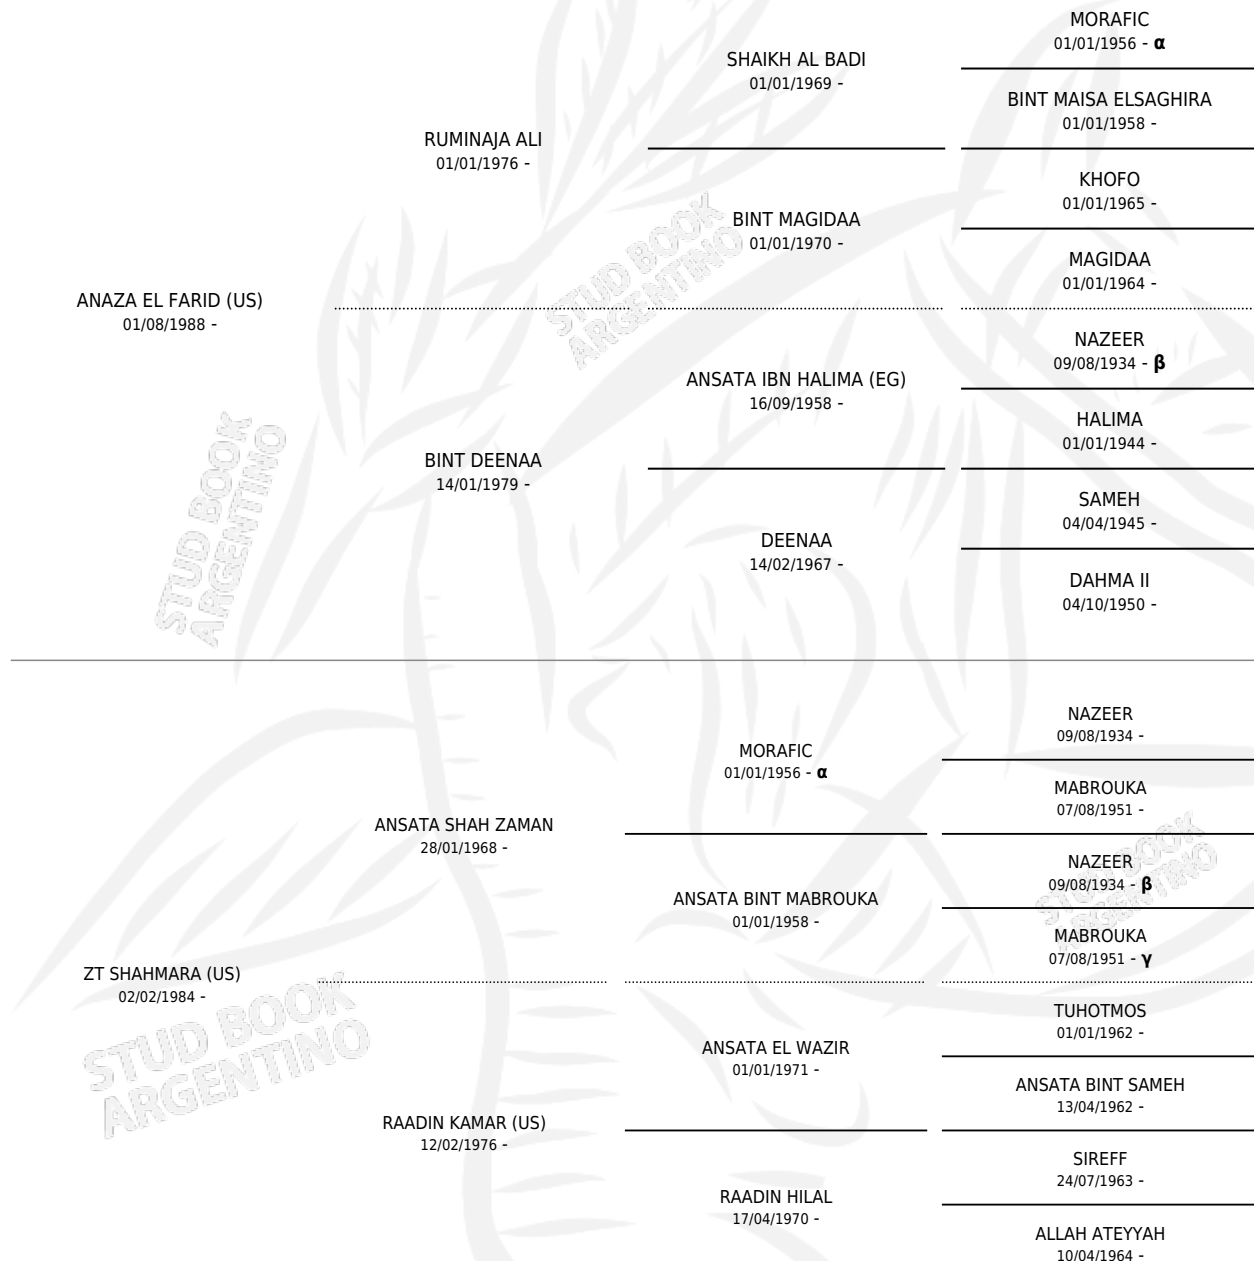 MORAFIC
01/01/1956 - α
SHAIKH AL BADI
01/01/1969 -
BINT MAISA ELSAGHIRA
01/01/1958 -
RUMINAJA ALI
01/01/1976 -
KHOFO
01/01/1965 -
BINT MAGIDAA
01/01/1970 -
MAGIDAA
01/01/1964 -
ANAZA EL FARID (US)
01/08/1988 -
NAZEER
09/08/1934 - β
ANSATA IBN HALIMA (EG)
16/09/1958 -
HALIMA
01/01/1944 -
BINT DEENAA
14/01/1979 -
SAMEH
04/04/1945 -
DEENAA
14/02/1967 -
DAHMA II
04/10/1950 -
NAZEER
09/08/1934 -
MORAFIC
01/01/1956 - α
MABROUKA
07/08/1951 -
ANSATA SHAH ZAMAN
28/01/1968 -
NAZEER
09/08/1934 - β
ANSATA BINT MABROUKA
01/01/1958 -
MABROUKA
07/08/1951 - γ
ZT SHAHMARA (US)
02/02/1984 -
TUHOTMOS
01/01/1962 -
ANSATA EL WAZIR
01/01/1971 -
ANSATA BINT SAMEH
13/04/1962 -
RAADIN KAMAR (US)
12/02/1976 -
SIREFF
24/07/1963 -
RAADIN HILAL
17/04/1970 -
ALLAH ATEYYAH
10/04/1964 -
STUD BOOK
ARGENTINO
STUD BOOK
ARGENTINO
STUD BOOK
ARGENTINO
STUD BOOK
ARGENTINO